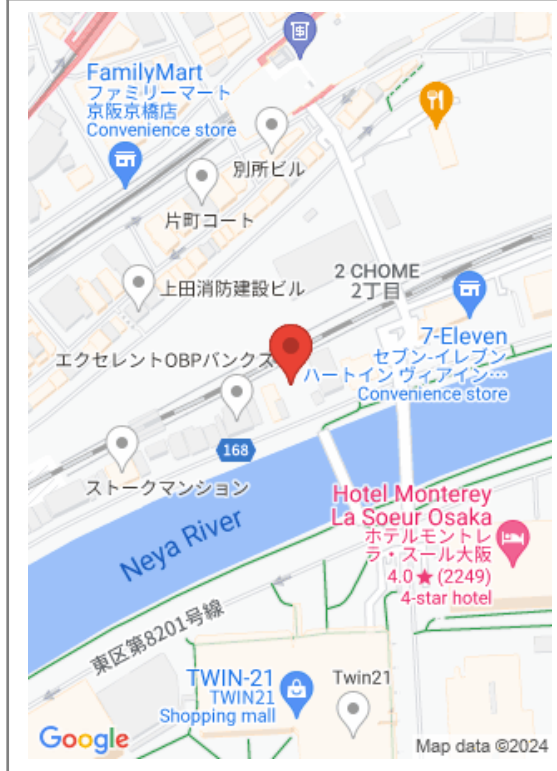 FamilyMart
ファミリーマート
京阪京橋店
Convenience store
別所ビル
片町コート
2 CHOME
2丁目
上田消防建設ビル
7-Eleven
セブン-イレブン
ハートイン ヴィアイン…
Convenience store
エクセレントOBPバンクス
168
ストークマンション
Neya River
Hotel Monterey
La Soeur Osaka
ホテルモントレ
ラ・スール大阪
4.0 ★ (2249)
4-star hotel
東区第8201号線
TWIN-21
TWIN21
Shopping mall
Twin21
Google
Map data ©2024